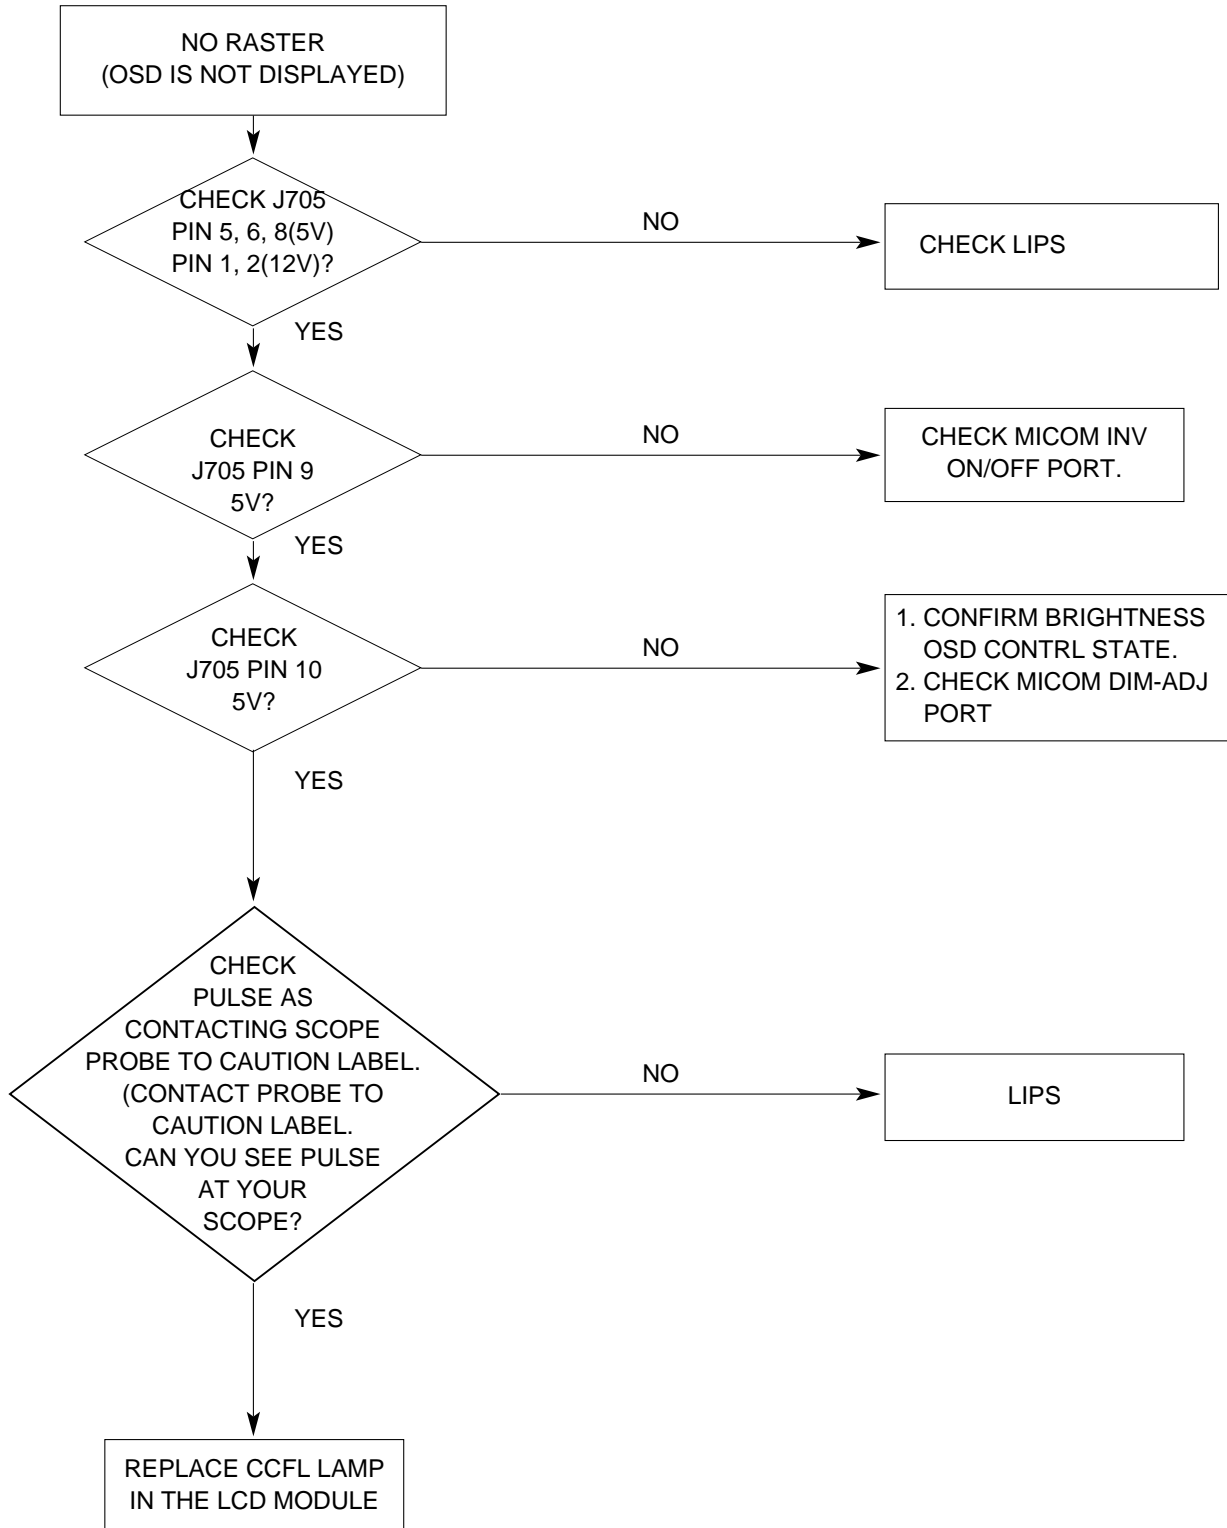 NO RASTER
(OSD IS NOT DISPLAYED)
CHECK J705
PIN 5, 6, 8(5V)
PIN 1, 2(12V)?
NO
CHECK LIPS
YES
CHECK
J705 PIN 9
5V?
NO
CHECK MICOM INV
ON/OFF PORT.
YES
CHECK
J705 PIN 10
5V?
NO
1. CONFIRM BRIGHTNESS
OSD CONTRL STATE.
2. CHECK MICOM DIM-ADJ
PORT
YES
CHECK
PULSE AS
CONTACTING SCOPE
PROBE TO CAUTION LABEL.
(CONTACT PROBE TO
CAUTION LABEL.
CAN YOU SEE PULSE
AT YOUR
SCOPE?
NO
LIPS
YES
REPLACE CCFL LAMP
IN THE LCD MODULE